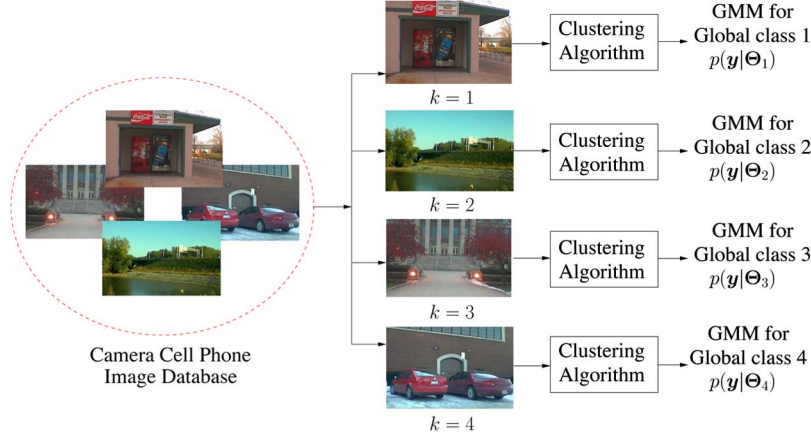 Camera Cell Phone
Image Database
Coca-Cola
k = 1
Clustering
Algorithm
GMM for
Global class 1
p(y|Θ₁)
k = 2
Clustering
Algorithm
GMM for
Global class 2
p(y|Θ₂)
k = 3
Clustering
Algorithm
GMM for
Global class 3
p(y|Θ₃)
k = 4
Clustering
Algorithm
GMM for
Global class 4
p(y|Θ₄)